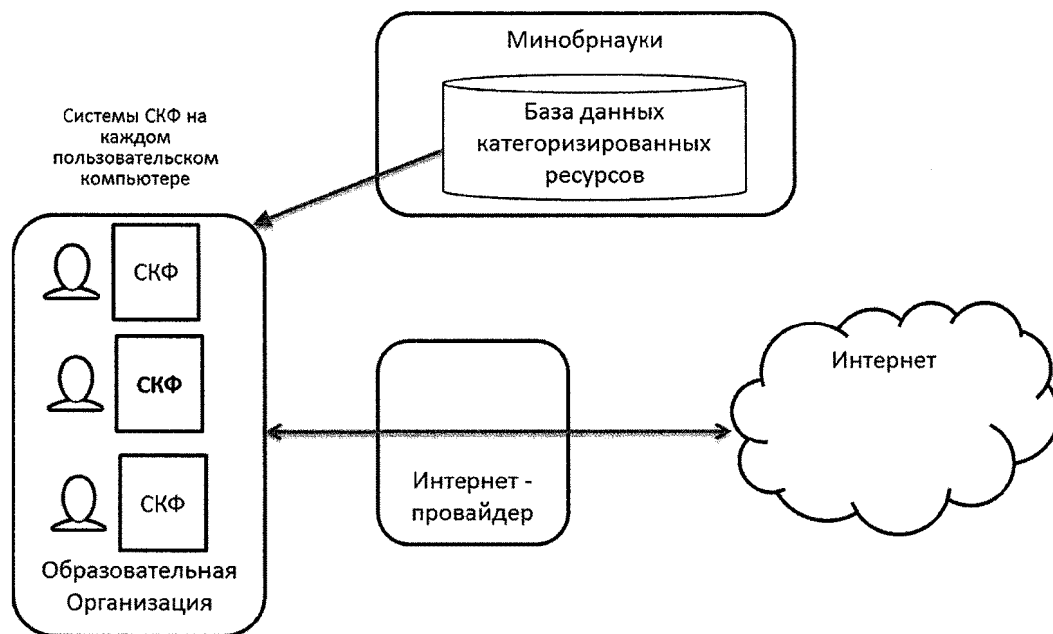 Минобрнауки
База данных
категоризированных
ресурсов
Системы СКФ на
каждом
пользовательском
компьютере
СКФ
СКФ
СКФ
Образовательная
Организация
Интернет -
провайдер
Интернет